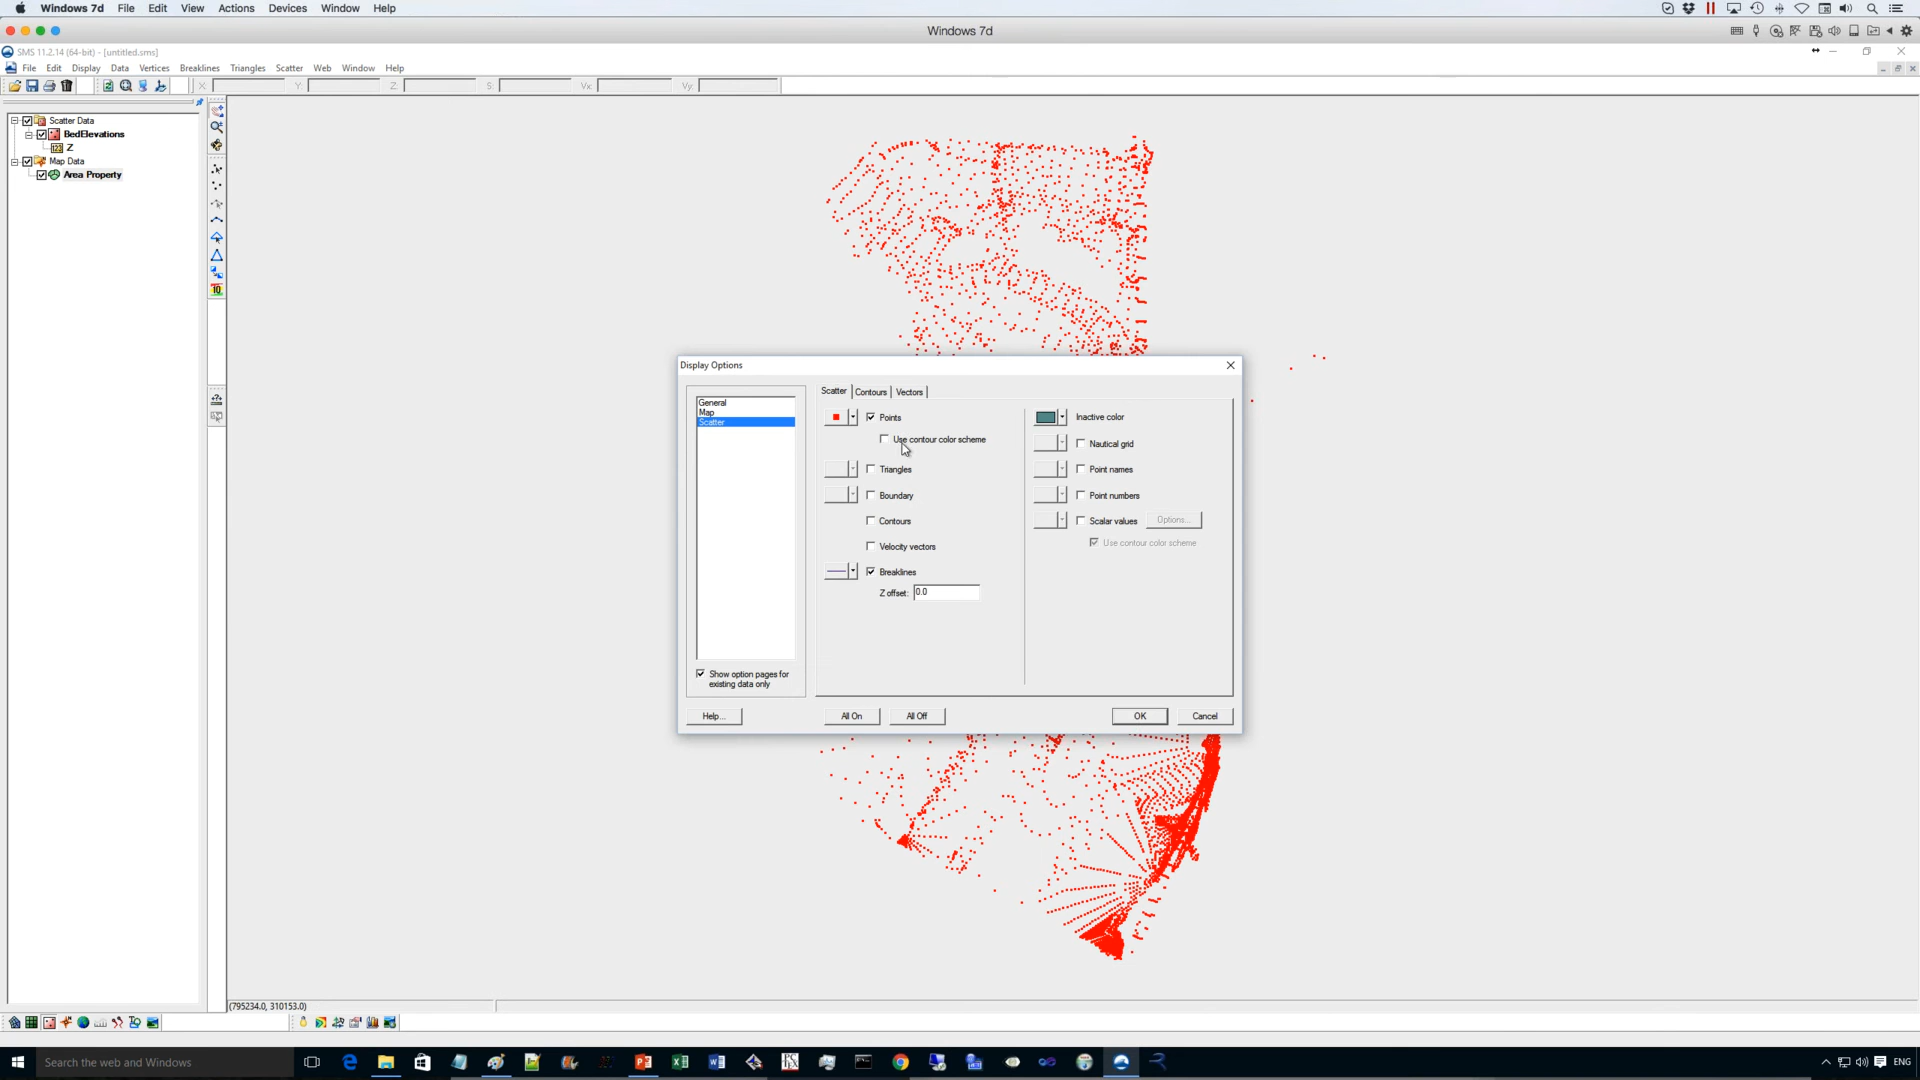 Windows 7d File Edit View Actions Devices Window Help
Windows 7d
SMS 11.2.14 (64-bit) - [untitled.sms]
File Edit Display Data Vertices Breaklines Triangles Scatter Web Window Help
X: Y: Z: S: Vx: Vy:
Scatter Data
BedElevations
Z
Map Data
Area Property
Display Options
General
Map
Scatter
Show option pages for
existing data only
Scatter Contours Vectors
Points
Use contour color scheme
Triangles
Boundary
Contours
Velocity vectors
Breaklines
Z offset: 0.0
Inactive color
Nautical grid
Point names
Point numbers
Scalar values Options...
Use contour color scheme
Help... All On All Off OK Cancel
(795234.0, 310153.0)
Search the web and Windows
ENG